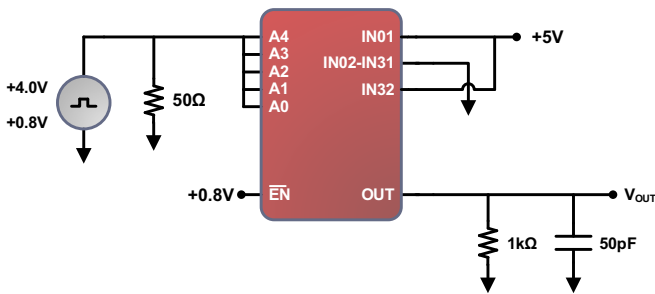 A4
A3
A2
A1
A0
IN01
IN02-IN31
IN32
+5V
+4.0V
+0.8V
50Ω
+0.8V
EN
OUT
VOUT
1kΩ
50pF